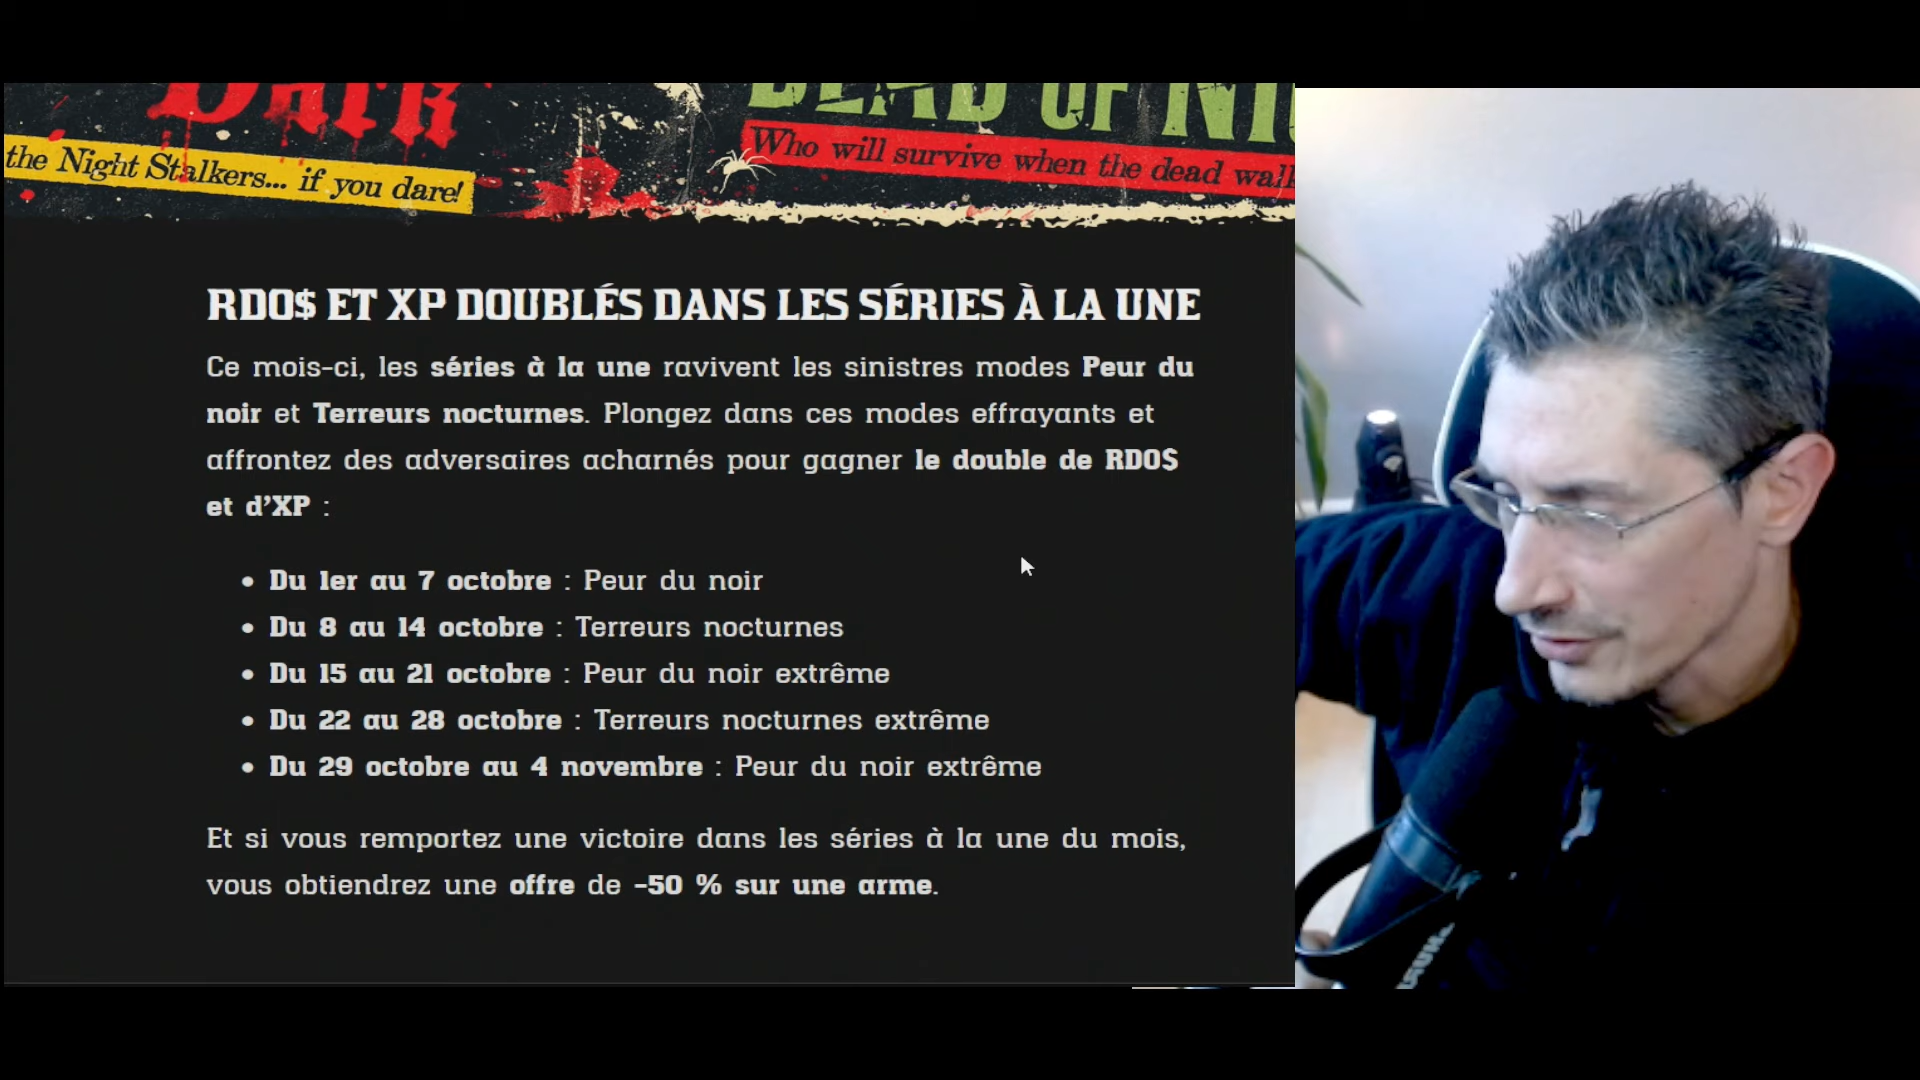 Dark
the Night Stalkers... if you dare!
DEAD OF NI
Who will survive when the dead walk
RDO$ ET XP DOUBLÉS DANS LES SÉRIES À LA UNE
Ce mois-ci, les séries à la une ravivent les sinistres modes Peur du
noir et Terreurs nocturnes. Plongez dans ces modes effrayants et
affrontez des adversaires acharnés pour gagner le double de RDO$
et d’XP :
• Du 1er au 7 octobre : Peur du noir
• Du 8 au 14 octobre : Terreurs nocturnes
• Du 15 au 21 octobre : Peur du noir extrême
• Du 22 au 28 octobre : Terreurs nocturnes extrême
• Du 29 octobre au 4 novembre : Peur du noir extrême
Et si vous remportez une victoire dans les séries à la une du mois,
vous obtiendrez une offre de -50 % sur une arme.